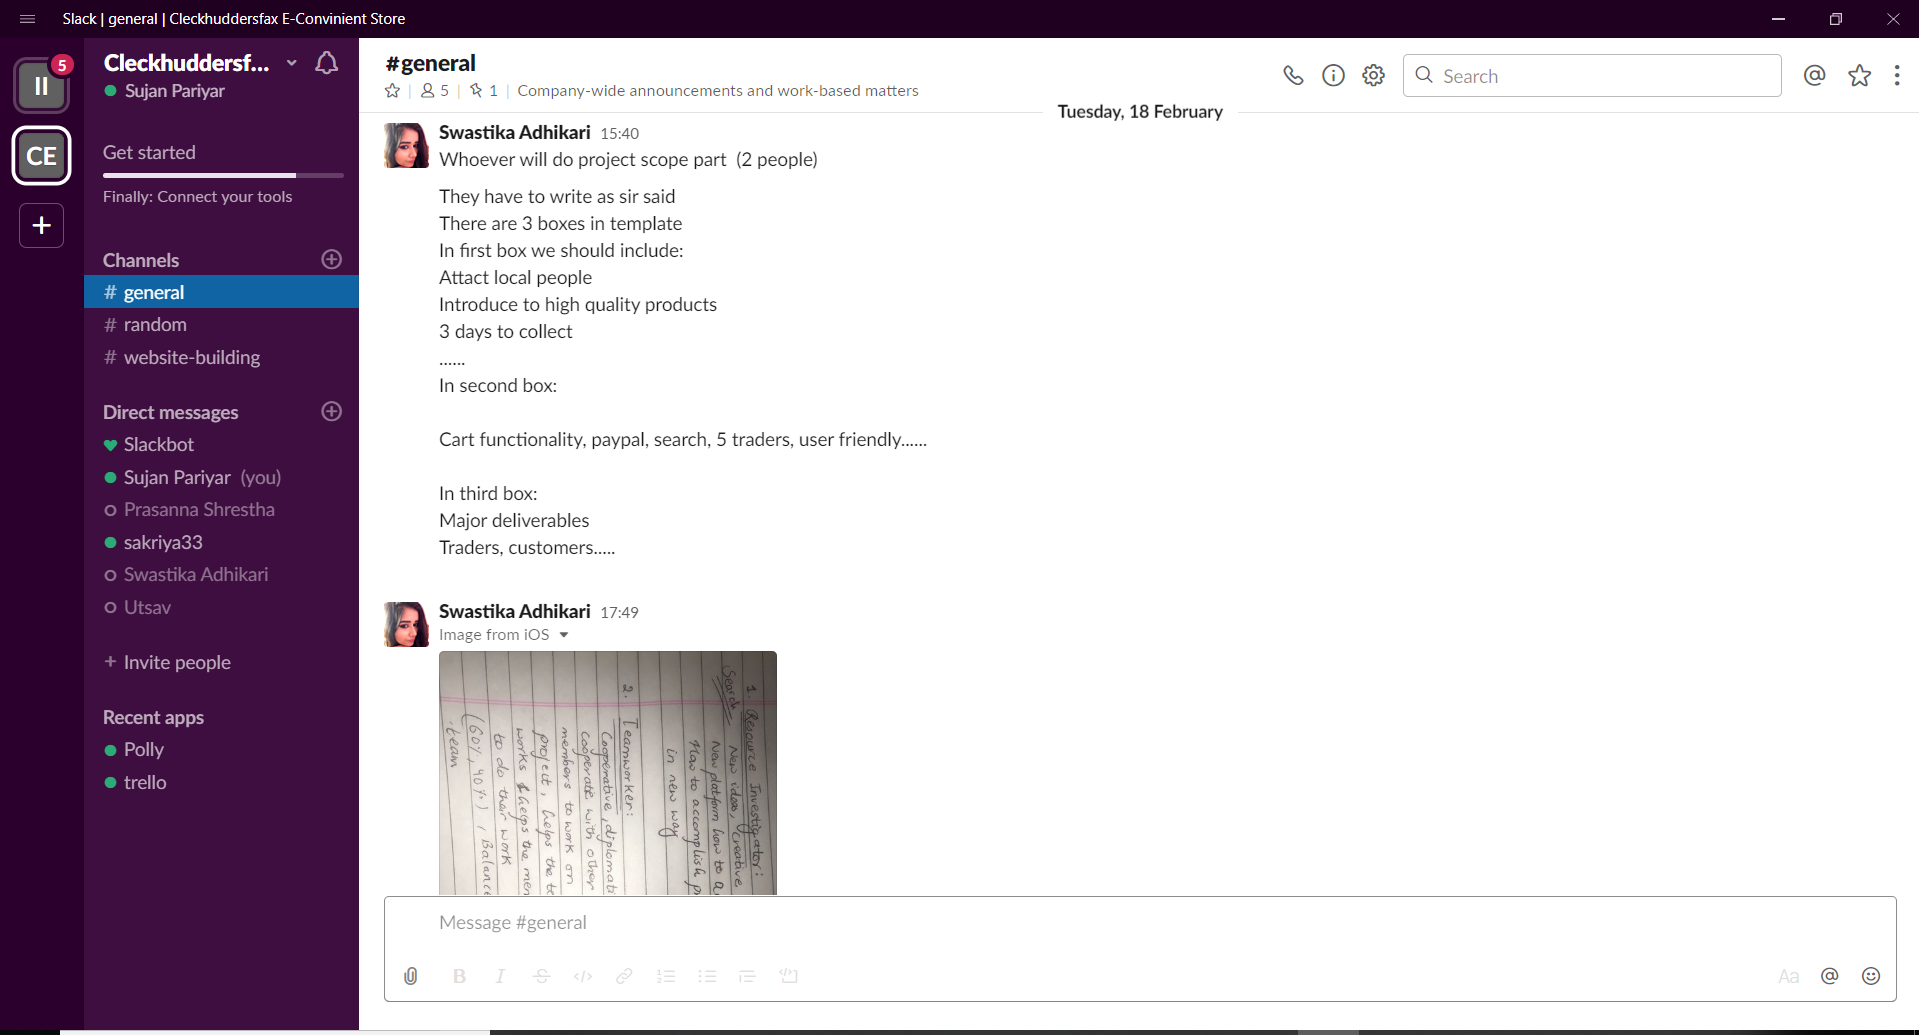 Slack | general | Cleckhuddersfax E-Convinient Store
II
5
CE
+
Cleckhuddersf...
Sujan Pariyar
Get started
Finally: Connect your tools
Channels
# general
# random
# website-building
Direct messages
Slackbot
Sujan Pariyar (you)
Prasanna Shrestha
sakriya33
Swastika Adhikari
Utsav
+ Invite people
Recent apps
Polly
trello
#general
5 | 1 | Company-wide announcements and work-based matters
Search
Tuesday, 18 February
Swastika Adhikari 15:40
Whoever will do project scope part (2 people)
They have to write as sir said
There are 3 boxes in template
In first box we should include:
Attact local people
Introduce to high quality products
3 days to collect
......
In second box:
Cart functionality, paypal, search, 5 traders, user friendly......
In third box:
Major deliverables
Traders, customers.....
Swastika Adhikari 17:49
Image from iOS
1. Resource Investigator:
Search New ideas, creative
New platform how to a
How to accomplish p
in new way
2. Teamworker:
Cooperative, diplomat
cooperate with other
members to work on
project, helps the te
works & helps the mem
to do their work
(60%, 40%), Balance
team
Message #general
B I S </>
Aa @